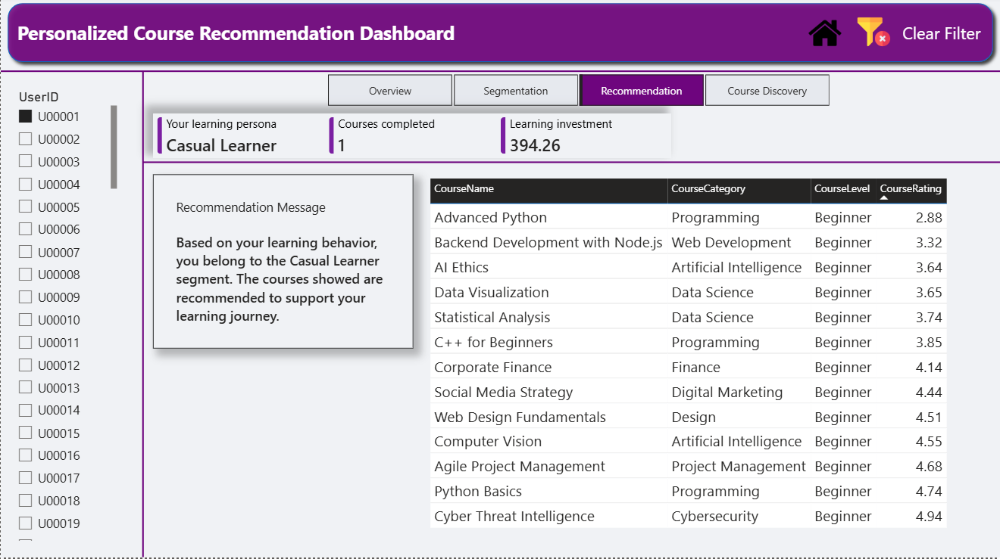 Personalized Course Recommendation Dashboard
Clear Filter
Overview
Segmentation
Recommendation
Course Discovery
UserID
U00001
U00002
U00003
U00004
U00005
U00006
U00007
U00008
U00009
U00010
U00011
U00012
U00013
U00014
U00015
U00016
U00017
U00018
U00019
Your learning persona
Casual Learner
Courses completed
1
Learning investment
394.26
Recommendation Message
Based on your learning behavior,
you belong to the Casual Learner
segment. The courses showed are
recommended to support your
learning journey.
CourseName CourseCategory CourseLevel CourseRating
Advanced Python Programming Beginner 2.88
Backend Development with Node.js Web Development Beginner 3.32
AI Ethics Artificial Intelligence Beginner 3.64
Data Visualization Data Science Beginner 3.65
Statistical Analysis Data Science Beginner 3.74
C++ for Beginners Programming Beginner 3.85
Corporate Finance Finance Beginner 4.14
Social Media Strategy Digital Marketing Beginner 4.44
Web Design Fundamentals Design Beginner 4.51
Computer Vision Artificial Intelligence Beginner 4.55
Agile Project Management Project Management Beginner 4.68
Python Basics Programming Beginner 4.74
Cyber Threat Intelligence Cybersecurity Beginner 4.94